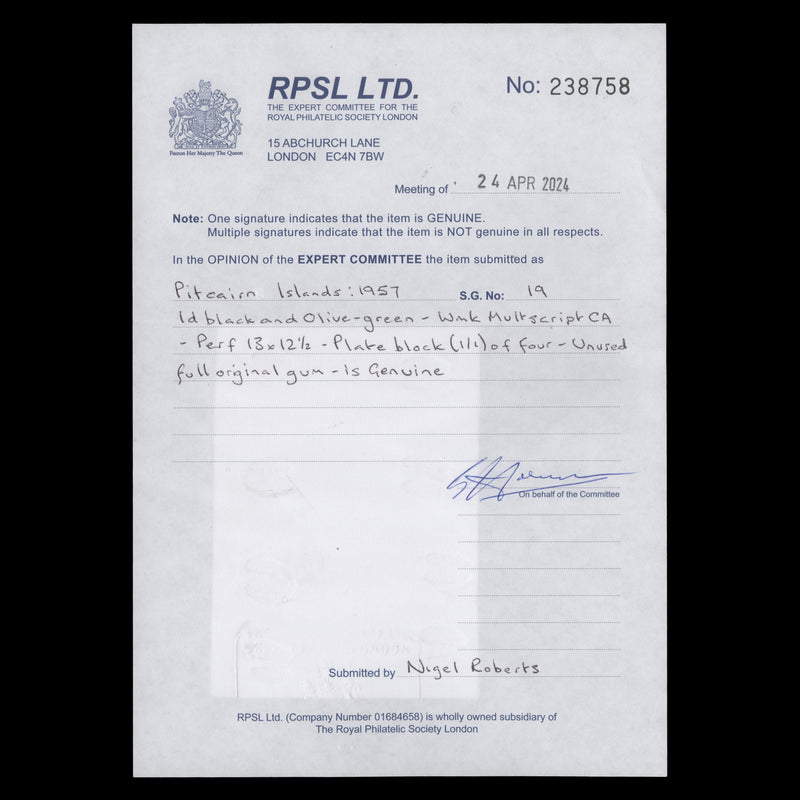 RPSL LTD.
THE EXPERT COMMITTEE FOR THE
ROYAL PHILATELIC SOCIETY LONDON
15 ABCHURCH LANE
LONDON EC4N 7BW
Patron Her Majesty The Queen
No: 238758
Meeting of 24 APR 2024
Note: One signature indicates that the item is GENUINE.
Multiple signatures indicate that the item is NOT genuine in all respects.
In the OPINION of the EXPERT COMMITTEE the item submitted as
Pitcairn Islands: 1957 S.G. No: 19
1d black and Olive-green - Wmk Mult script CA
- Perf 13 x 12½ - Plate block (1/1) of four - Unused
full original gum - is Genuine
On behalf of the Committee
Submitted by Nigel Roberts
RPSL Ltd. (Company Number 01684658) is wholly owned subsidiary of
The Royal Philatelic Society London